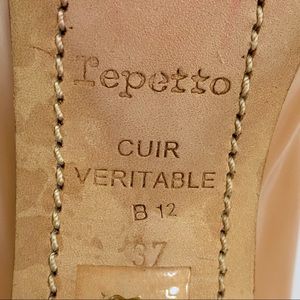 repetto
CUIR
VERITABLE
B 12
37